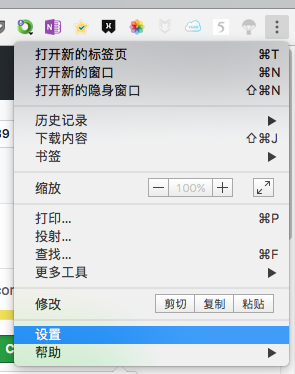 打开新的标签页 ⌘T
打开新的窗口 ⌘N
打开新的隐身窗口 ⇧⌘N
历史记录 ▶
下载内容 ⇧⌘J
书签 ▶
缩放 — 100% +
打印... ⌘P
投射...
查找... ⌘F
更多工具 ▶
修改 剪切 复制 粘贴
设置
帮助 ▶
39
cor
C